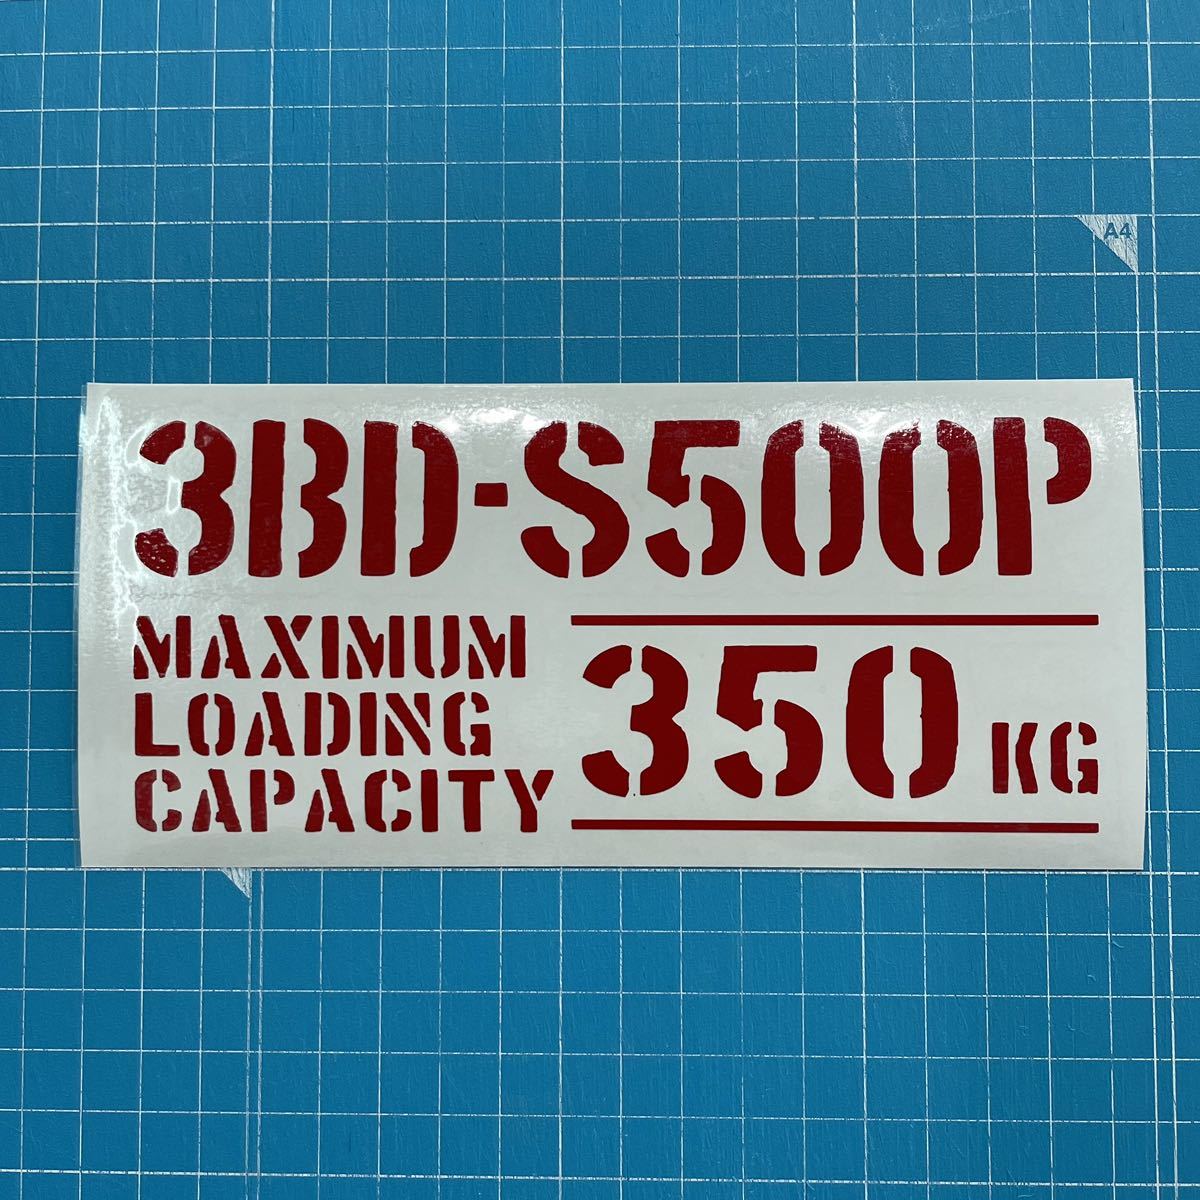 A4
3BD-S500P
MAXIMUM
LOADING
CAPACITY
350 KG